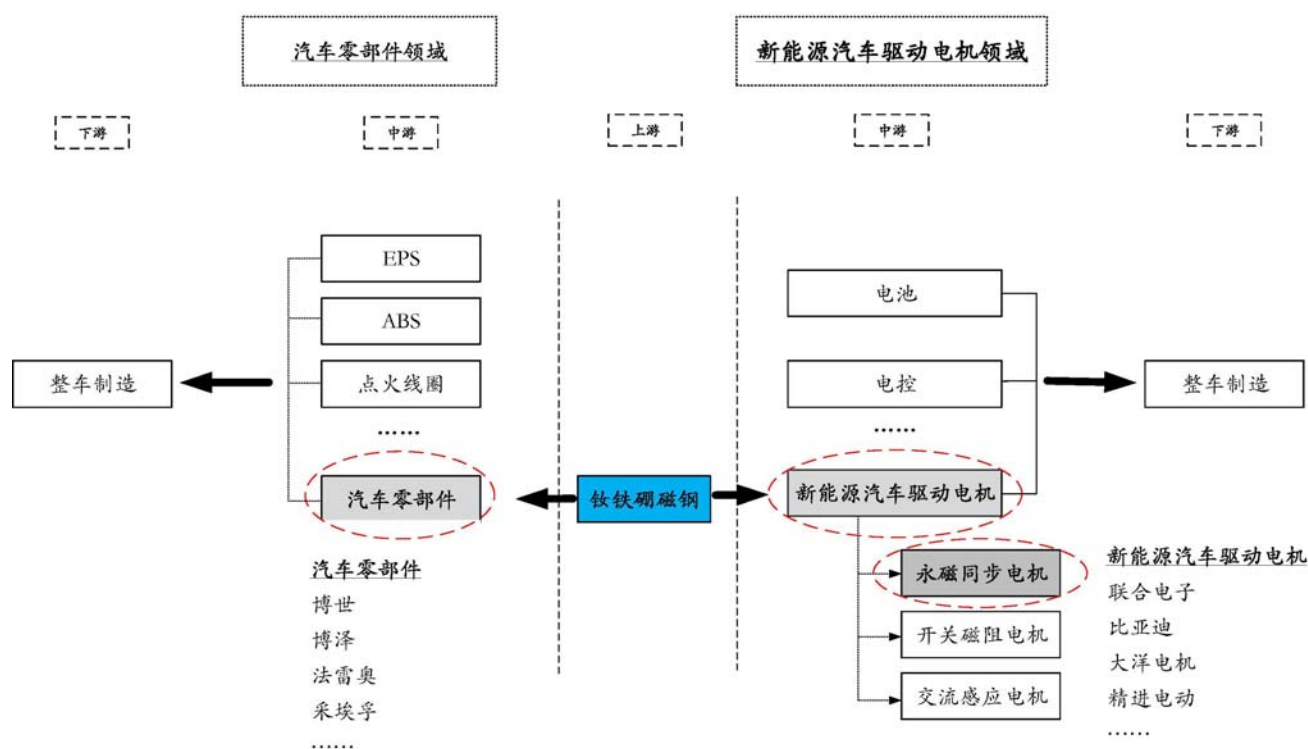 汽车零部件领域
新能源汽车驱动电机领域
下游
中游
上游
中游
下游
EPS
ABS
点火线圈
……
汽车零部件
整车制造
钕铁硼磁钢
电池
电控
……
新能源汽车驱动电机
整车制造
永磁同步电机
开关磁阻电机
交流感应电机
汽车零部件
博世
博泽
法雷奥
采埃孚
……
新能源汽车驱动电机
联合电子
比亚迪
大洋电机
精进电动
……